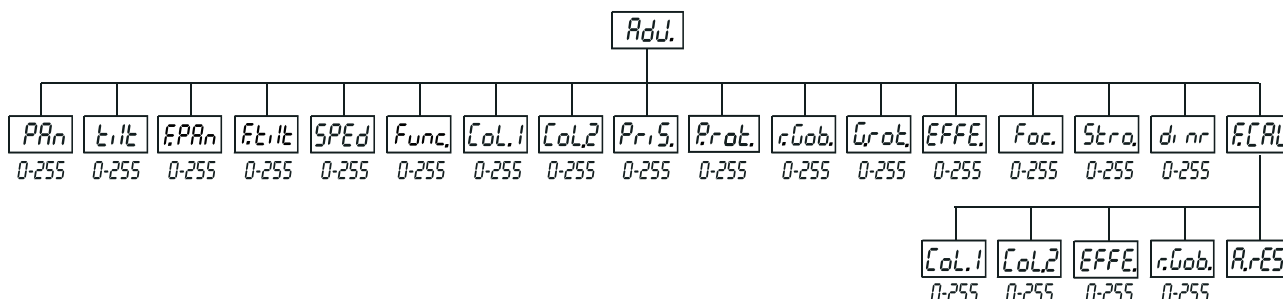 AdJ.
PAn tilt F.PAn F.tilt SPEd Func. CoL.1 CoL.2 PriS. P.rot. r.Gob. G.rot. EFFE. Foc. Stro. di nr F.CAL
0-255 0-255 0-255 0-255 0-255 0-255 0-255 0-255 0-255 0-255 0-255 0-255 0-255 0-255 0-255 0-255
CoL.1 CoL.2 EFFE. r.Gob. A.rES
0-255 0-255 0-255 0-255